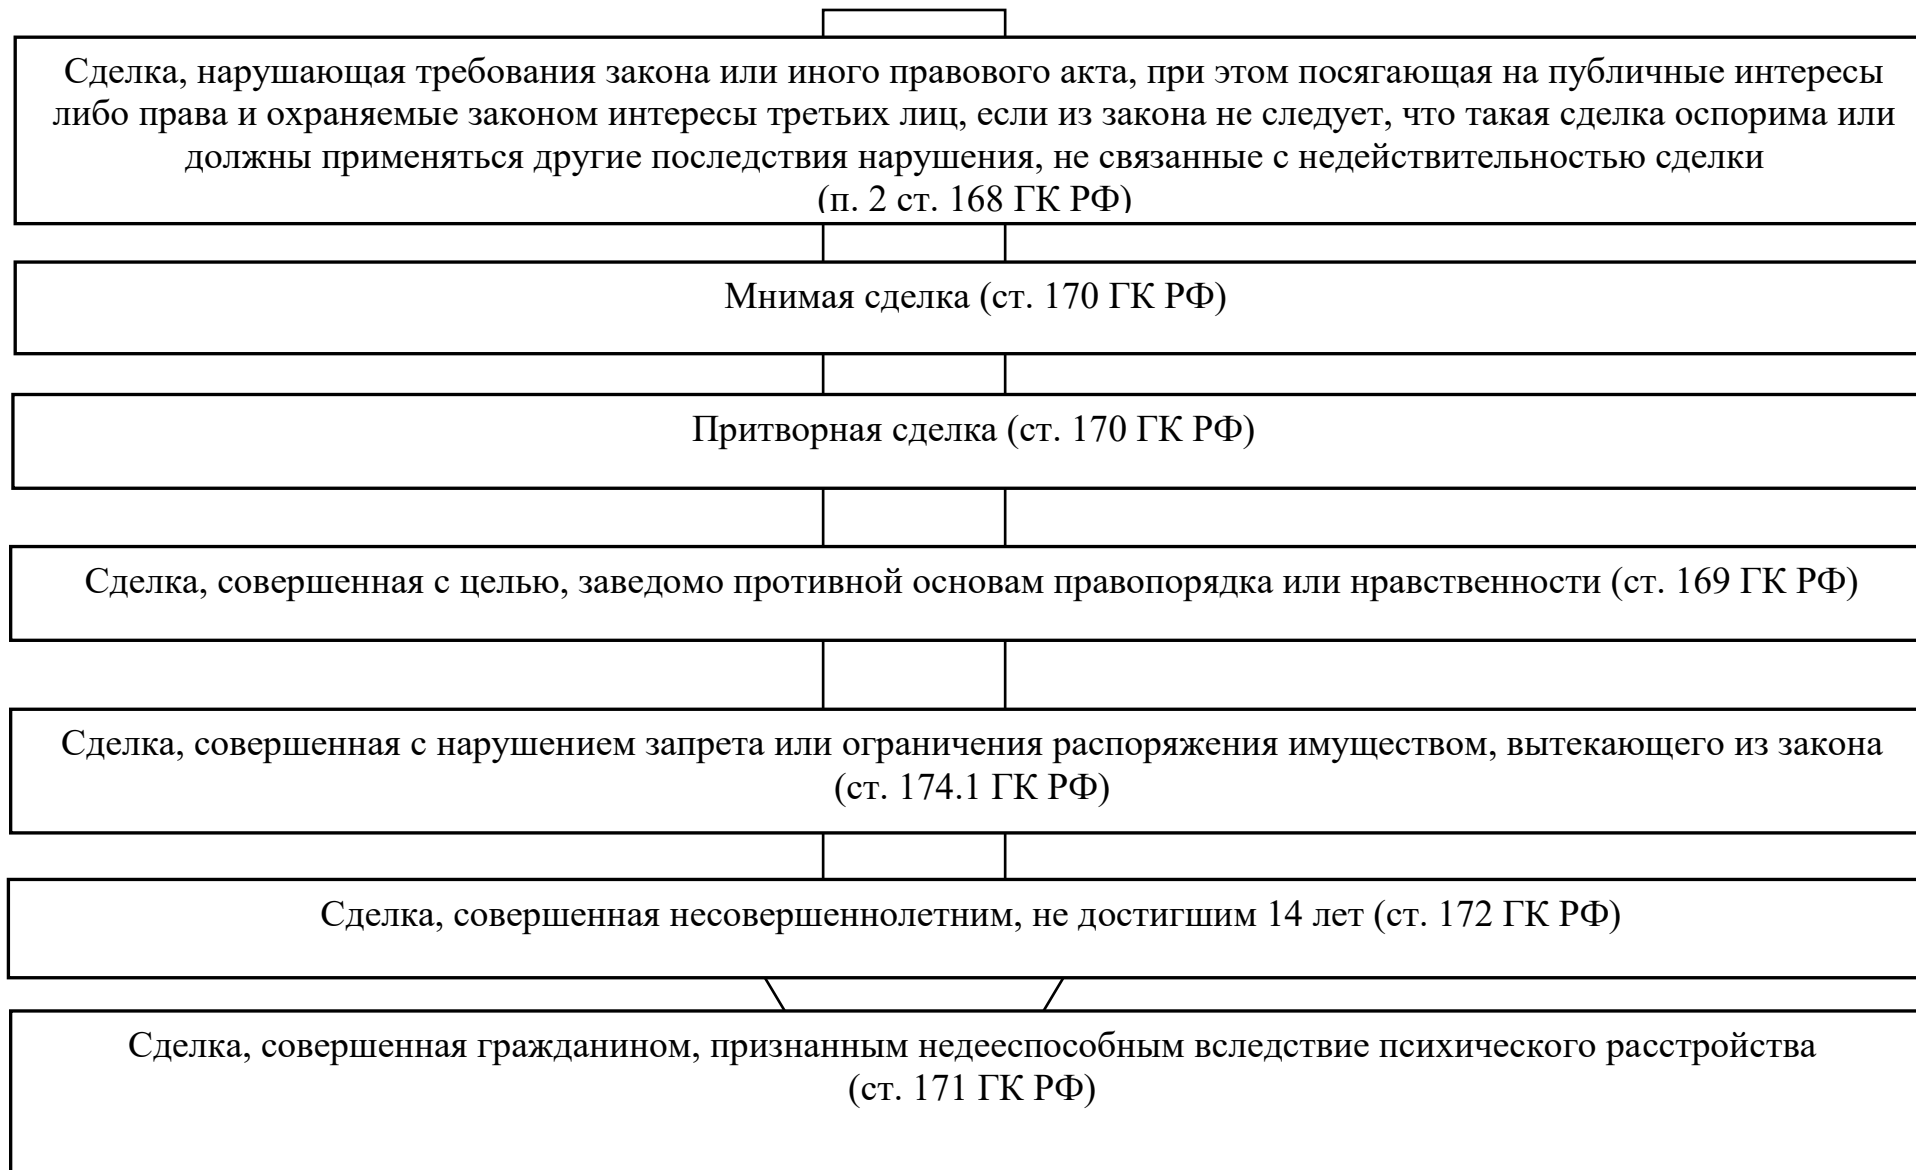 Сделка, нарушающая требования закона или иного правового акта, при этом посягающая на публичные интересы
либо права и охраняемые законом интересы третьих лиц, если из закона не следует, что такая сделка оспорима или
должны применяться другие последствия нарушения, не связанные с недействительностью сделки
(п. 2 ст. 168 ГК РФ)
Мнимая сделка (ст. 170 ГК РФ)
Притворная сделка (ст. 170 ГК РФ)
Сделка, совершенная с целью, заведомо противной основам правопорядка или нравственности (ст. 169 ГК РФ)
Сделка, совершенная с нарушением запрета или ограничения распоряжения имуществом, вытекающего из закона
(ст. 174.1 ГК РФ)
Сделка, совершенная несовершеннолетним, не достигшим 14 лет (ст. 172 ГК РФ)
Сделка, совершенная гражданином, признанным недееспособным вследствие психического расстройства
(ст. 171 ГК РФ)